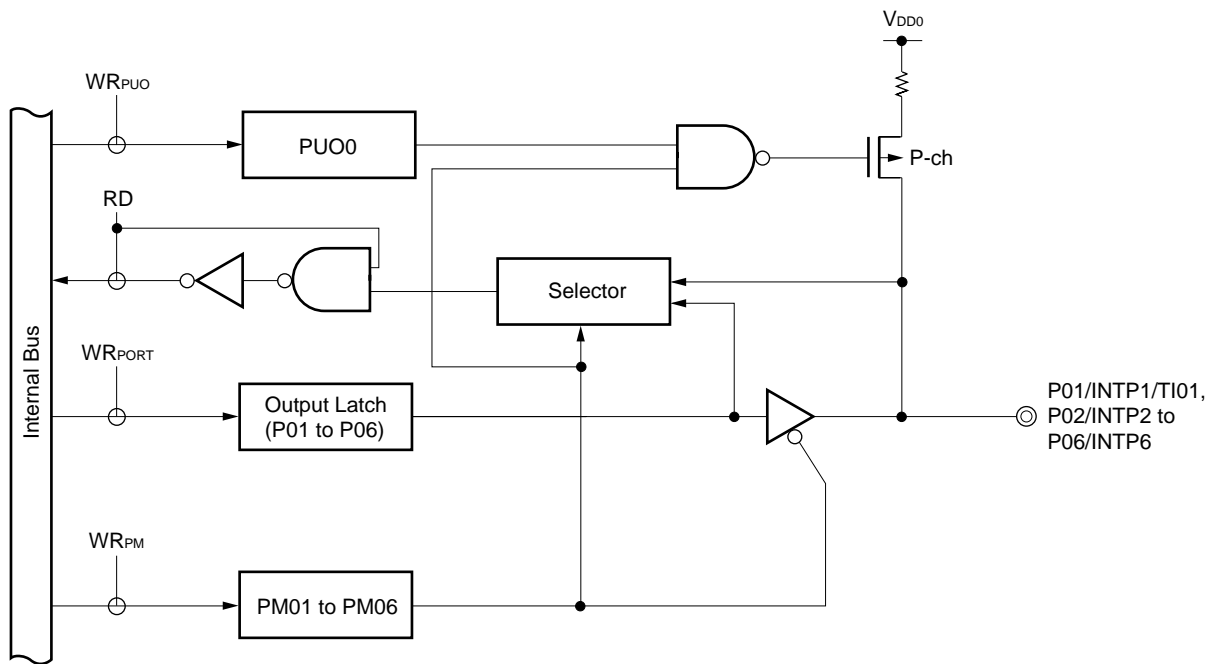 VDD0
WRPUO
PUO0
P-ch
RD
Selector
Internal Bus
WRPORT
Output Latch
(P01 to P06)
P01/INTP1/TI01,
P02/INTP2 to
P06/INTP6
WRPM
PM01 to PM06